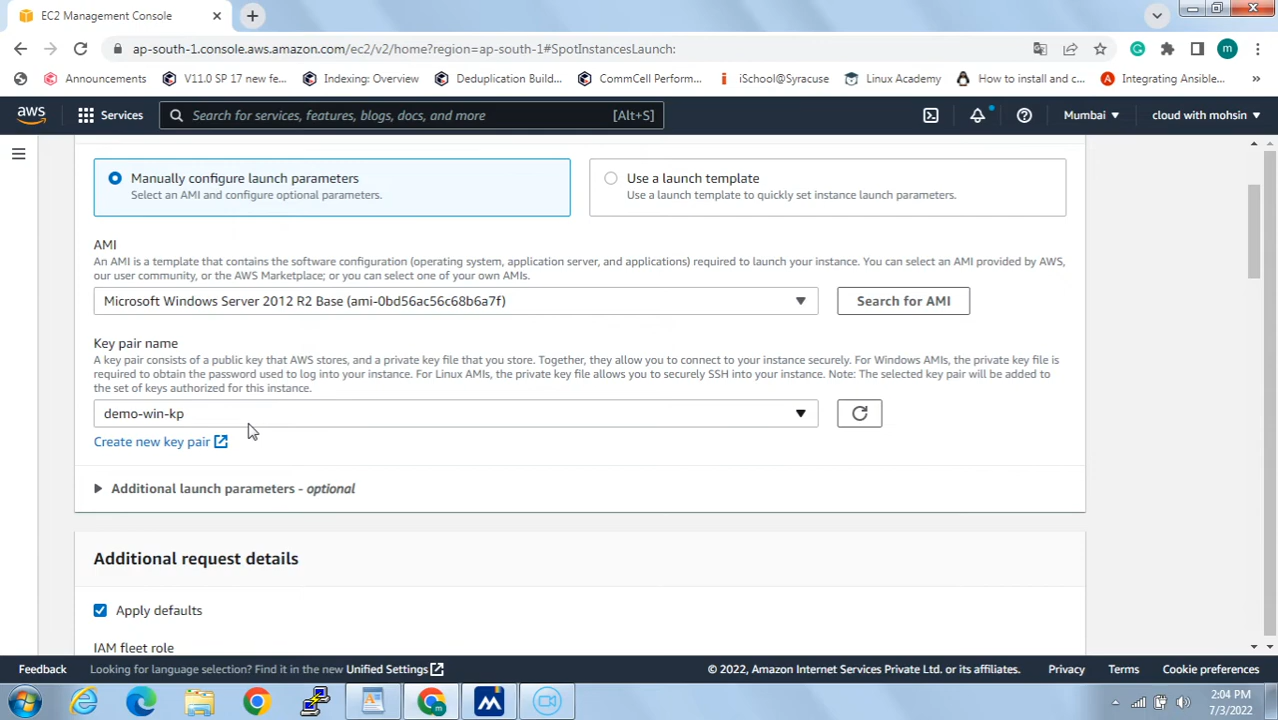 EC2 Management Console
ap-south-1.console.aws.amazon.com/ec2/v2/home?region=ap-south-1#SpotInstancesLaunch:
m
Announcements
V11.0 SP 17 new fe...
Indexing: Overview
Deduplication Build...
CommCell Perform...
iSchool@Syracuse
Linux Academy
How to install and c...
Integrating Ansible...
aws
Services
Search for services, features, blogs, docs, and more
[Alt+S]
Mumbai
cloud with mohsin
Manually configure launch parameters
Select an AMI and configure optional parameters.
Use a launch template
Use a launch template to quickly set instance launch parameters.
AMI
An AMI is a template that contains the software configuration (operating system, application server, and applications) required to launch your instance. You can select an AMI provided by AWS,
our user community, or the AWS Marketplace; or you can select one of your own AMIs.
Microsoft Windows Server 2012 R2 Base (ami-0bd56ac56c68b6a7f)
Search for AMI
Key pair name
A key pair consists of a public key that AWS stores, and a private key file that you store. Together, they allow you to connect to your instance securely. For Windows AMIs, the private key file is
required to obtain the password used to log into your instance. For Linux AMIs, the private key file allows you to securely SSH into your instance. Note: The selected key pair will be added to
the set of keys authorized for this instance.
demo-win-kp
Create new key pair
Additional launch parameters - optional
Additional request details
Apply defaults
IAM fleet role
Feedback
Looking for language selection? Find it in the new Unified Settings
© 2022, Amazon Internet Services Private Ltd. or its affiliates.
Privacy
Terms
Cookie preferences
2:04 PM
7/3/2022